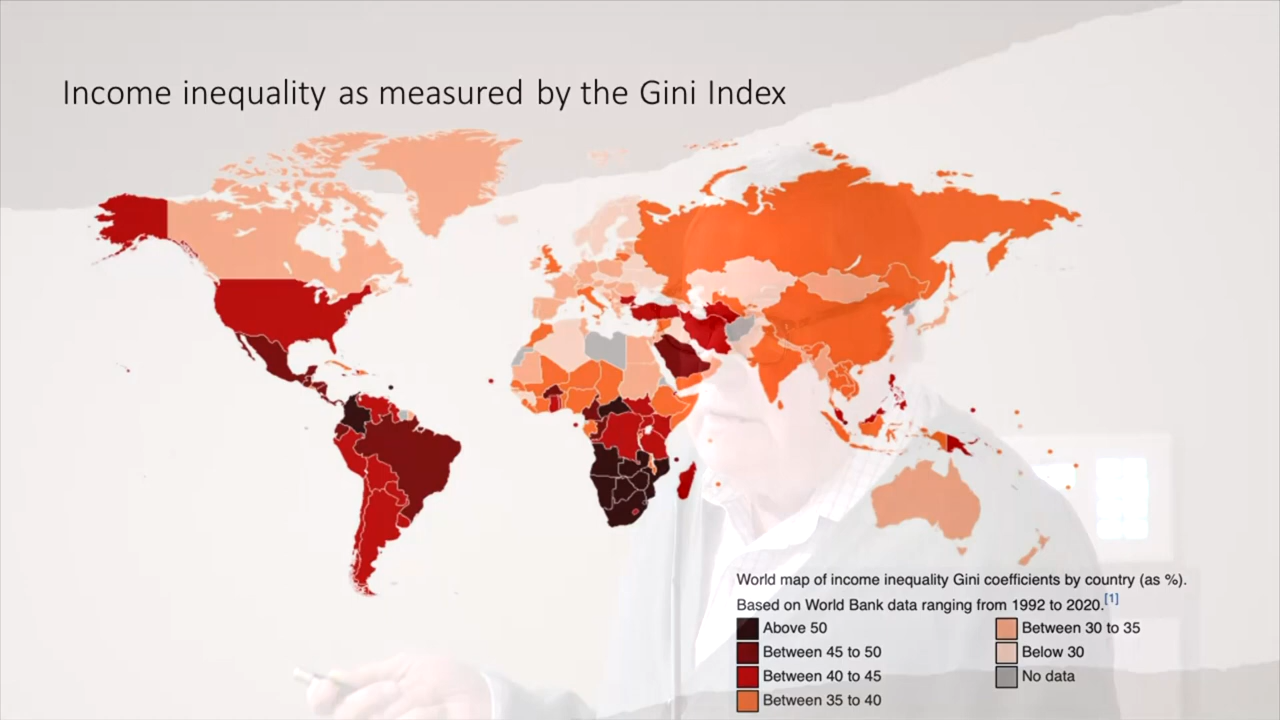 Income inequality as measured by the Gini Index
World map of income inequality Gini coefficients by country (as %).
Based on World Bank data ranging from 1992 to 2020.[1]
Above 50
Between 45 to 50
Between 40 to 45
Between 35 to 40
Between 30 to 35
Below 30
No data